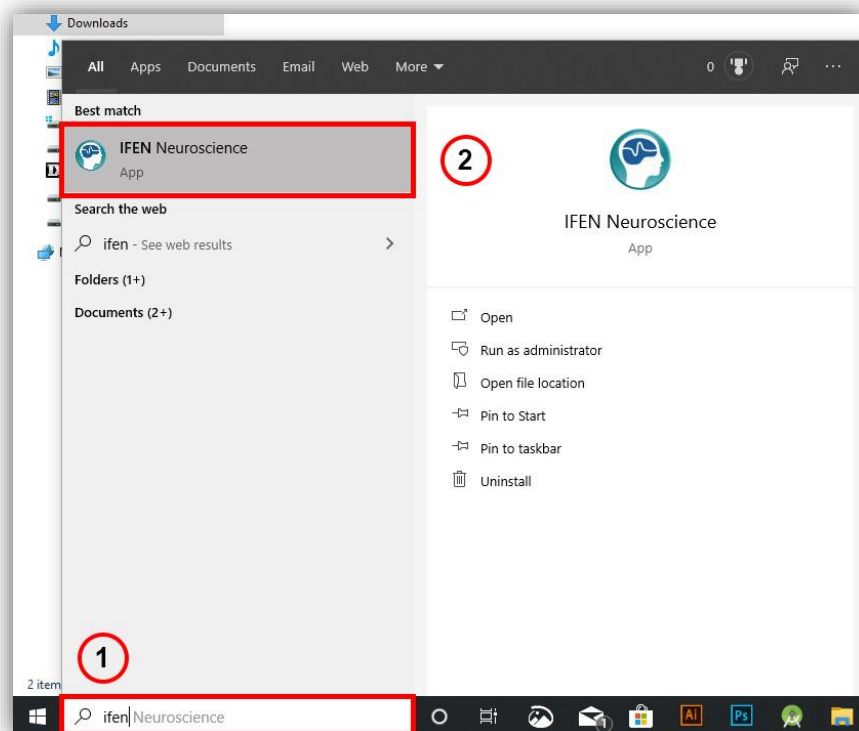 Downloads
All Apps Documents Email Web More 0
Best match
IFEN Neuroscience
App
2
IFEN Neuroscience
App
Search the web
ifen - See web results
Folders (1+)
Documents (2+)
Open
Run as administrator
Open file location
Pin to Start
Pin to taskbar
Uninstall
1
2 item
ifen Neuroscience
1
Ai
Ps